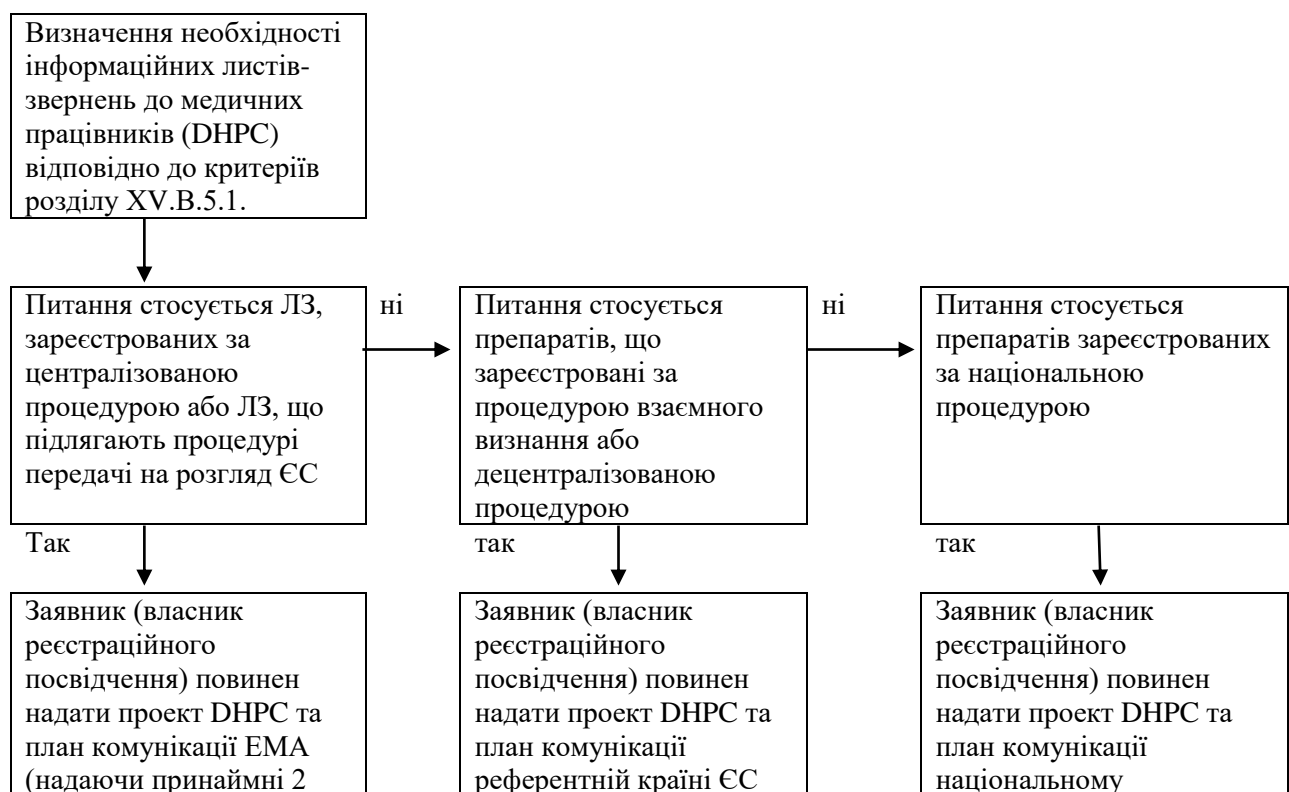 Визначення необхідності
інформаційних листів-
звернень до медичних
працівників (DHPC)
відповідно до критеріїв
розділу XV.B.5.1.
Питання стосується ЛЗ,
зареєстрованих за
централізованою
процедурою або ЛЗ, що
підлягають процедурі
передачі на розгляд ЄС
ні
Питання стосується
препаратів, що
зареєстровані за
процедурою взаємного
визнання або
децентралізованою
процедурою
ні
Питання стосується
препаратів зареєстрованих
за національною
процедурою
Так
так
так
Заявник (власник
реєстраційного
посвідчення) повинен
надати проект DHPC та
план комунікації EMA
(надаючи принаймні 2
Заявник (власник
реєстраційного
посвідчення) повинен
надати проект DHPC та
план комунікації
референтній країні ЄС
Заявник (власник
реєстраційного
посвідчення) повинен
надати проект DHPC та
план комунікації
національному